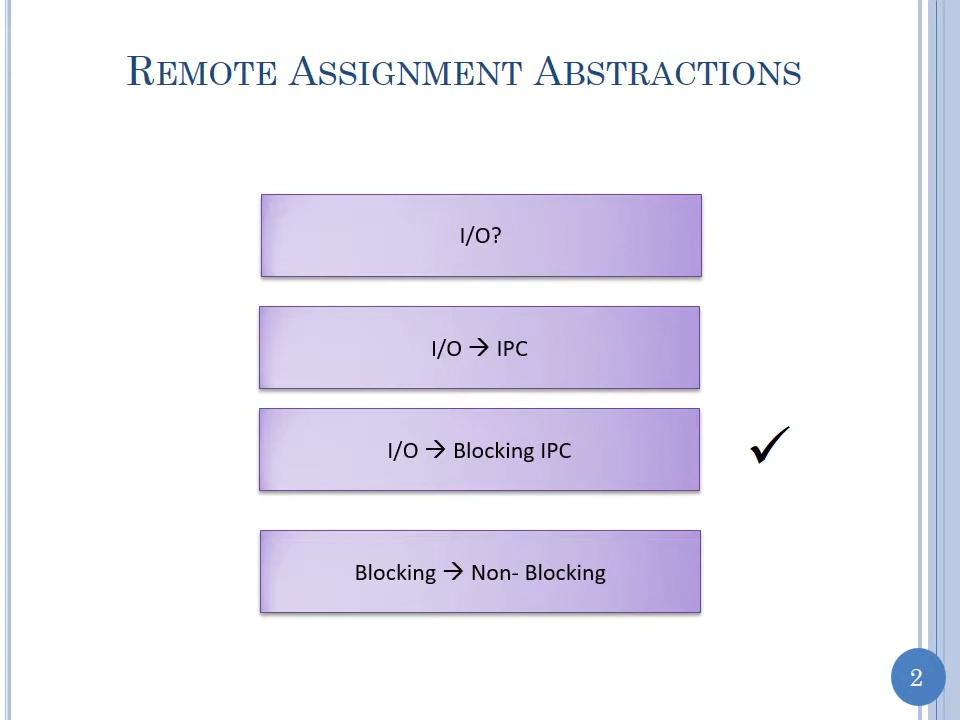 Remote Assignment Abstractions
I/O?
I/O → IPC
I/O → Blocking IPC
✓
Blocking → Non- Blocking
2